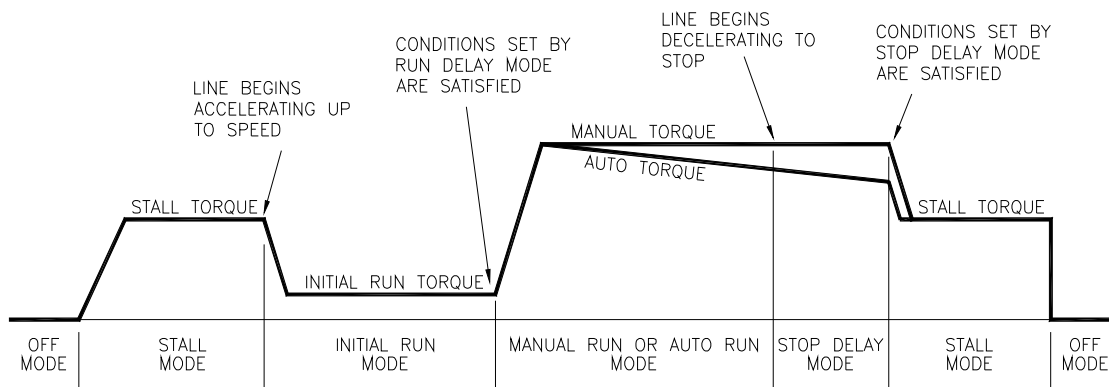 LINE BEGINS
DECELERATING TO
STOP
CONDITIONS SET BY
STOP DELAY MODE
ARE SATISFIED
CONDITIONS SET BY
RUN DELAY MODE
ARE SATISFIED
LINE BEGINS
ACCELERATING UP
TO SPEED
MANUAL TORQUE
AUTO TORQUE
STALL TORQUE
STALL TORQUE
INITIAL RUN TORQUE
OFF
MODE
STALL
MODE
INITIAL RUN
MODE
MANUAL RUN OR AUTO RUN
MODE
STOP DELAY
MODE
STALL
MODE
OFF
MODE